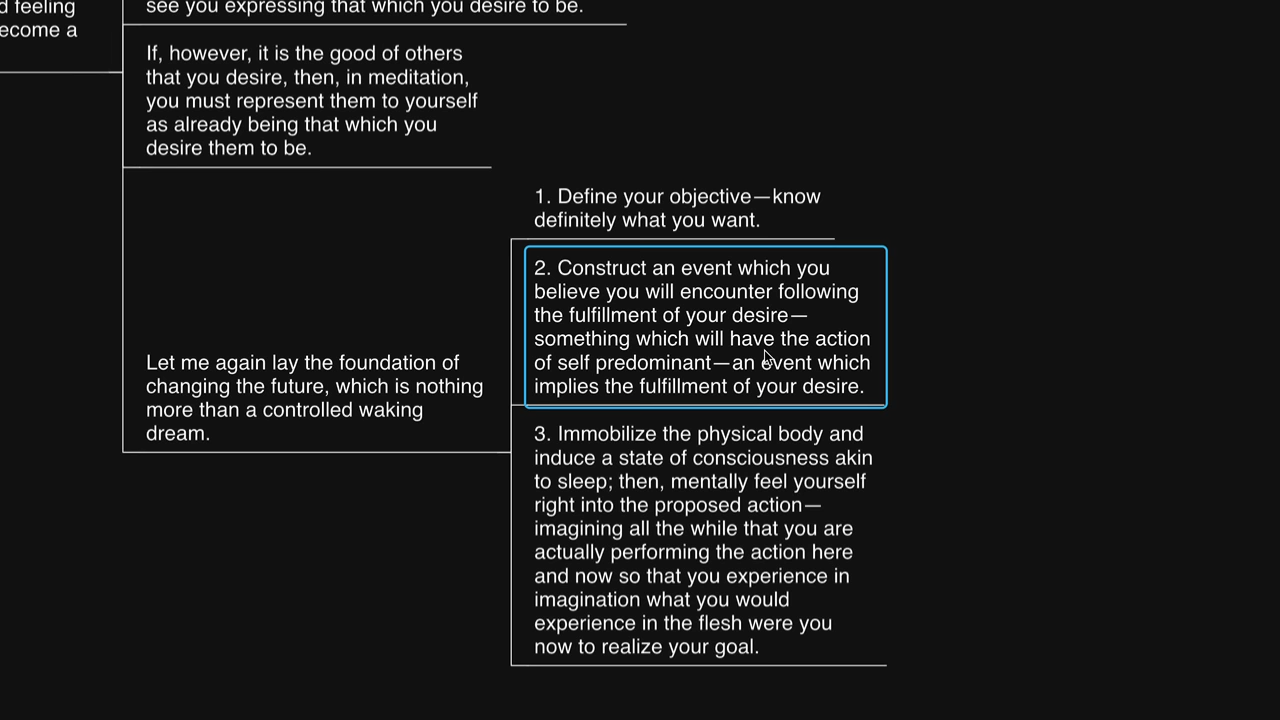 d feeling
ecome a
see you expressing that which you desire to be.
If, however, it is the good of others
that you desire, then, in meditation,
you must represent them to yourself
as already being that which you
desire them to be.
Let me again lay the foundation of
changing the future, which is nothing
more than a controlled waking
dream.
1. Define your objective—know
definitely what you want.
2. Construct an event which you
believe you will encounter following
the fulfillment of your desire—
something which will have the action
of self predominant—an event which
implies the fulfillment of your desire.
3. Immobilize the physical body and
induce a state of consciousness akin
to sleep; then, mentally feel yourself
right into the proposed action—
imagining all the while that you are
actually performing the action here
and now so that you experience in
imagination what you would
experience in the flesh were you
now to realize your goal.